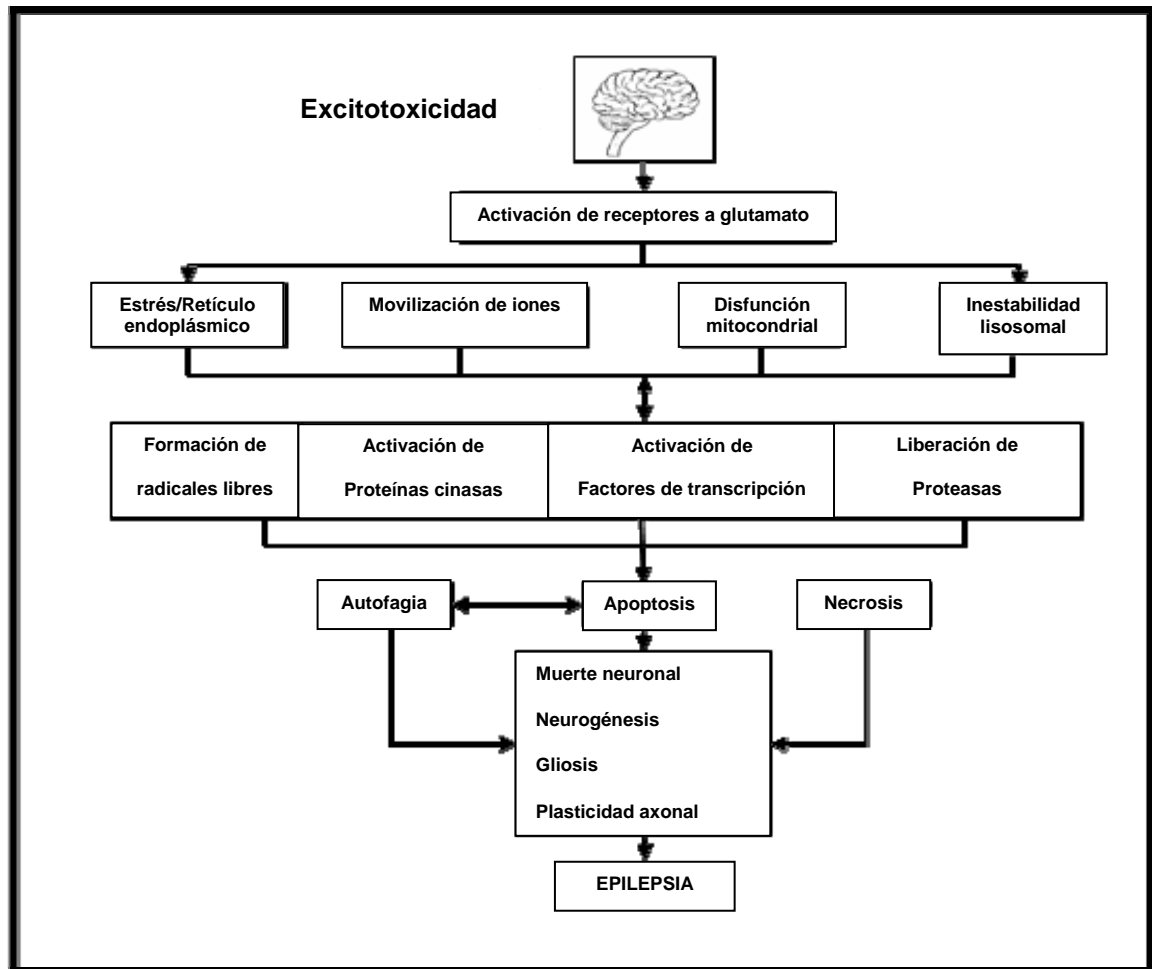 Excitotoxicidad
Activación de receptores a glutamato
Estrés/Retículo
endoplásmico
Movilización de iones
Disfunción
mitocondrial
Inestabilidad
lisosomal
Formación de
radicales libres
Activación de
Proteínas cinasas
Activación de
Factores de transcripción
Liberación de
Proteasas
Autofagia
Apoptosis
Necrosis
Muerte neuronal
Neurogénesis
Gliosis
Plasticidad axonal
EPILEPSIA